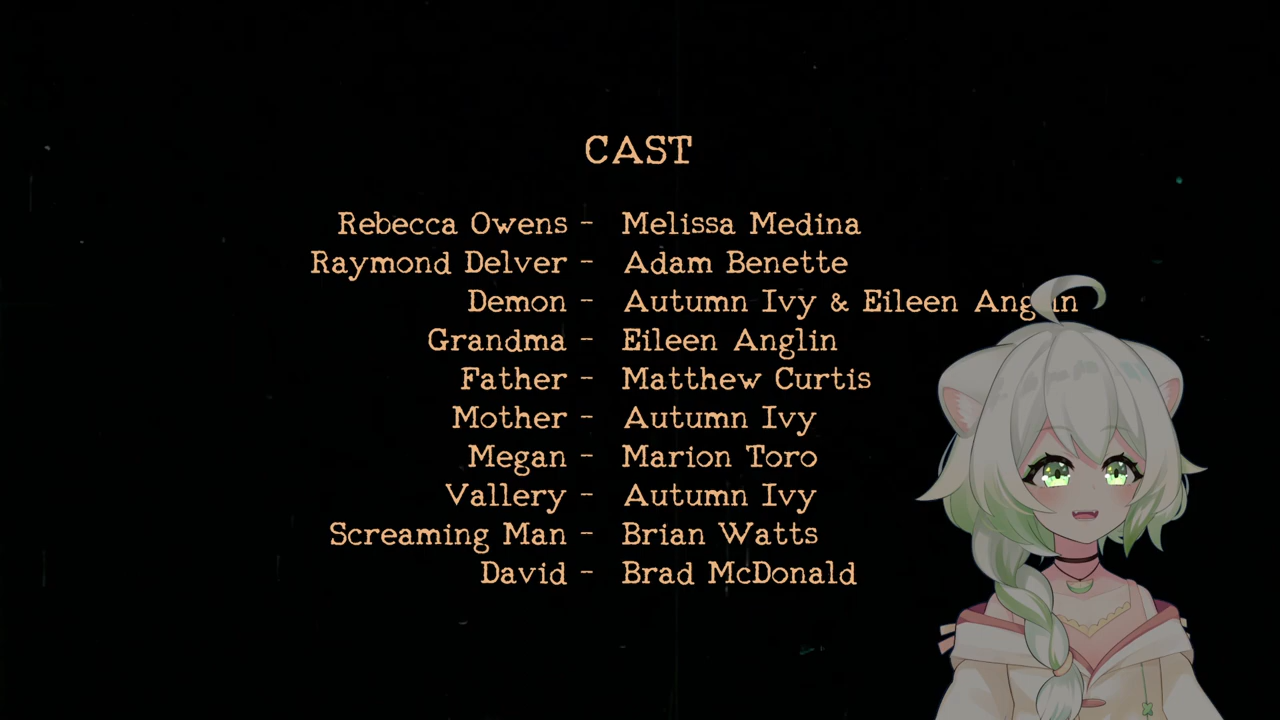 CAST
Rebecca Owens - Melissa Medina
Raymond Delver - Adam Benette
Demon - Autumn Ivy & Eileen Anglin
Grandma - Eileen Anglin
Father - Matthew Curtis
Mother - Autumn Ivy
Megan - Marion Toro
Vallery - Autumn Ivy
Screaming Man - Brian Watts
David - Brad McDonald